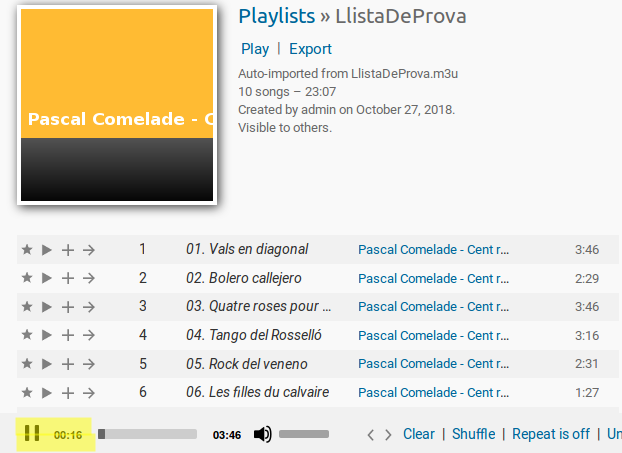 Playlists » LlistaDeProva
Play | Export
Auto-imported from LlistaDeProva.m3u
10 songs – 23:07
Created by admin on October 27, 2018.
Visible to others.
Pascal Comelade - C
1 01. Vals en diagonal Pascal Comelade - Cent r... 3:46
2 02. Bolero callejero Pascal Comelade - Cent r... 2:29
3 03. Quatre roses pour ... Pascal Comelade - Cent r... 3:46
4 04. Tango del Rosselló Pascal Comelade - Cent r... 3:16
5 05. Rock del veneno Pascal Comelade - Cent r... 2:31
6 06. Les filles du calvaire Pascal Comelade - Cent r... 1:27
00:16 03:46 Clear | Shuffle | Repeat is off | Un